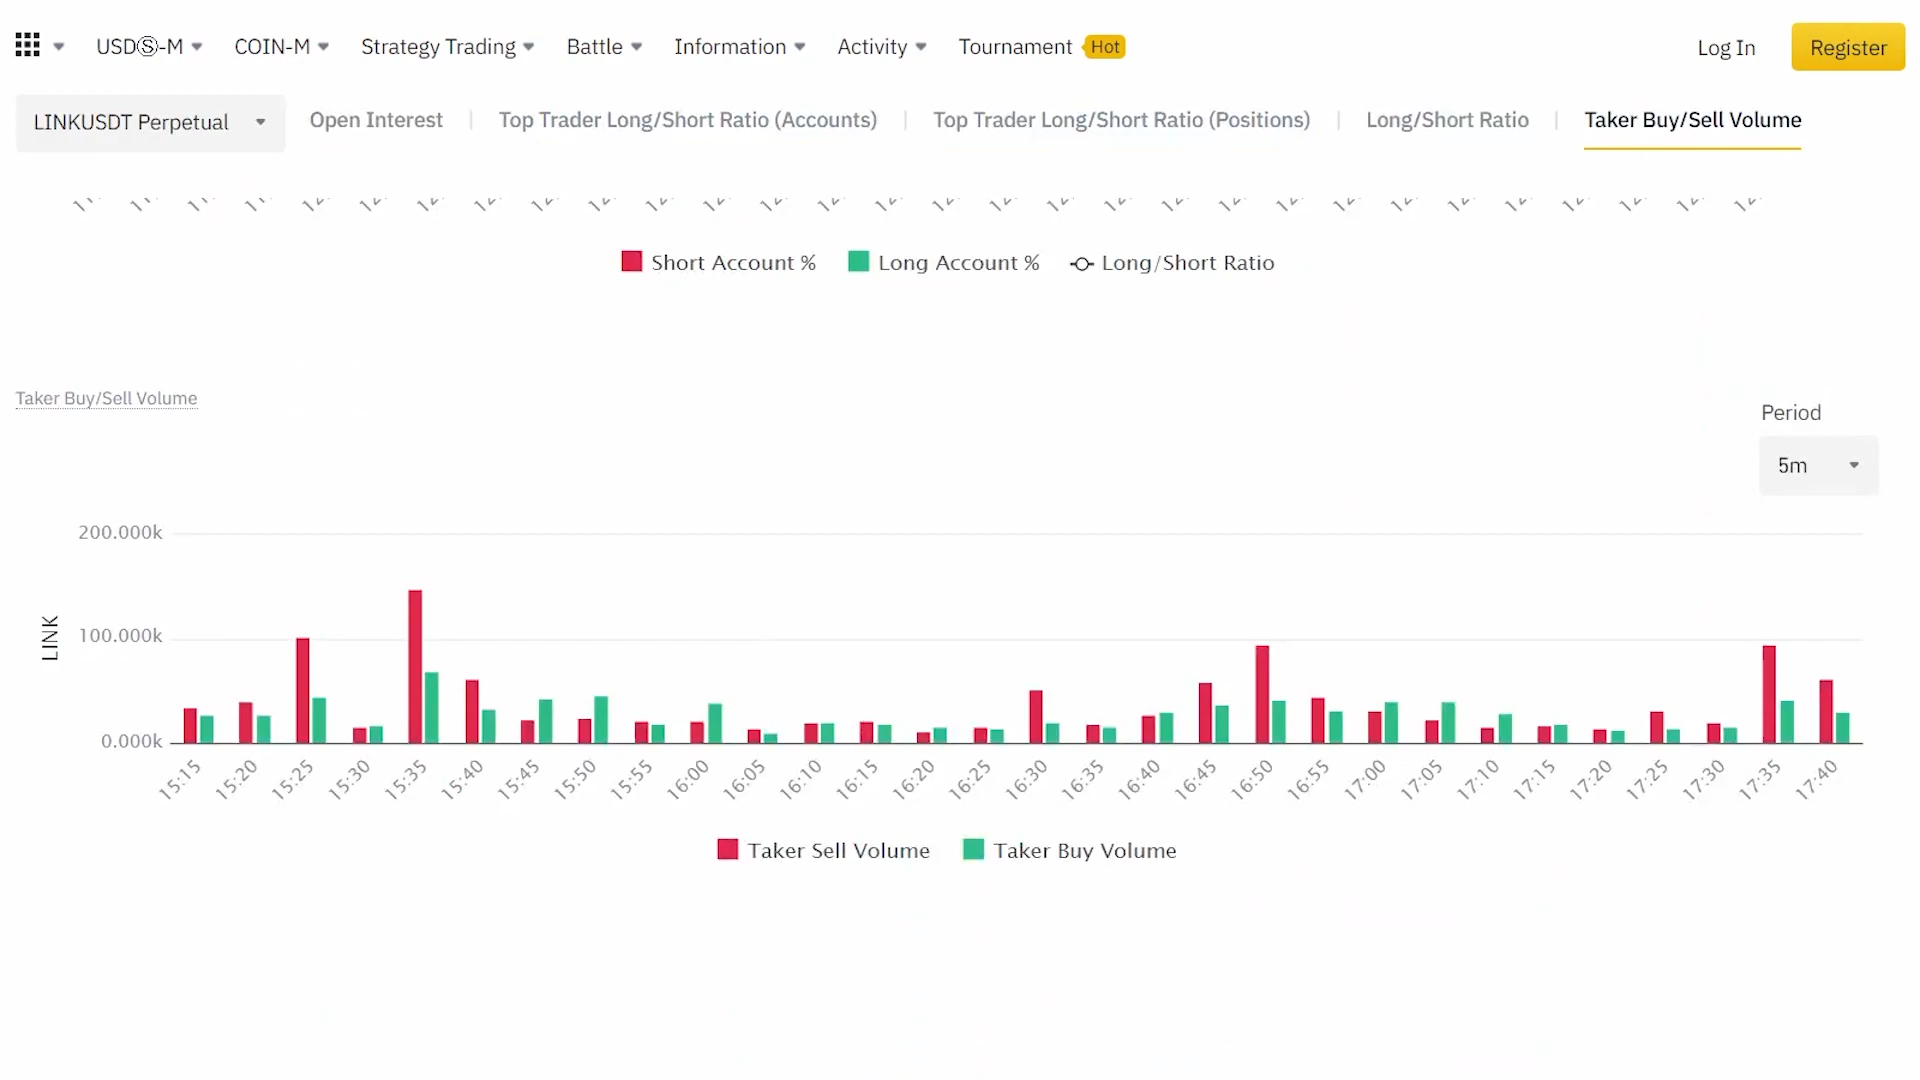 USDⓈ-M COIN-M Strategy Trading Battle Information Activity Tournament Hot Log In Register
LINKUSDT Perpetual Open Interest Top Trader Long/Short Ratio (Accounts) Top Trader Long/Short Ratio (Positions) Long/Short Ratio Taker Buy/Sell Volume
Short Account % Long Account % Long/Short Ratio
Taker Buy/Sell Volume
Period
5m
200.000k
100.000k
0.000k
LINK
15:15 15:20 15:25 15:30 15:35 15:40 15:45 15:50 15:55 16:00 16:05 16:10 16:15 16:20 16:25 16:30 16:35 16:40 16:45 16:50 16:55 17:00 17:05 17:10 17:15 17:20 17:25 17:30 17:35 17:40
Taker Sell Volume Taker Buy Volume